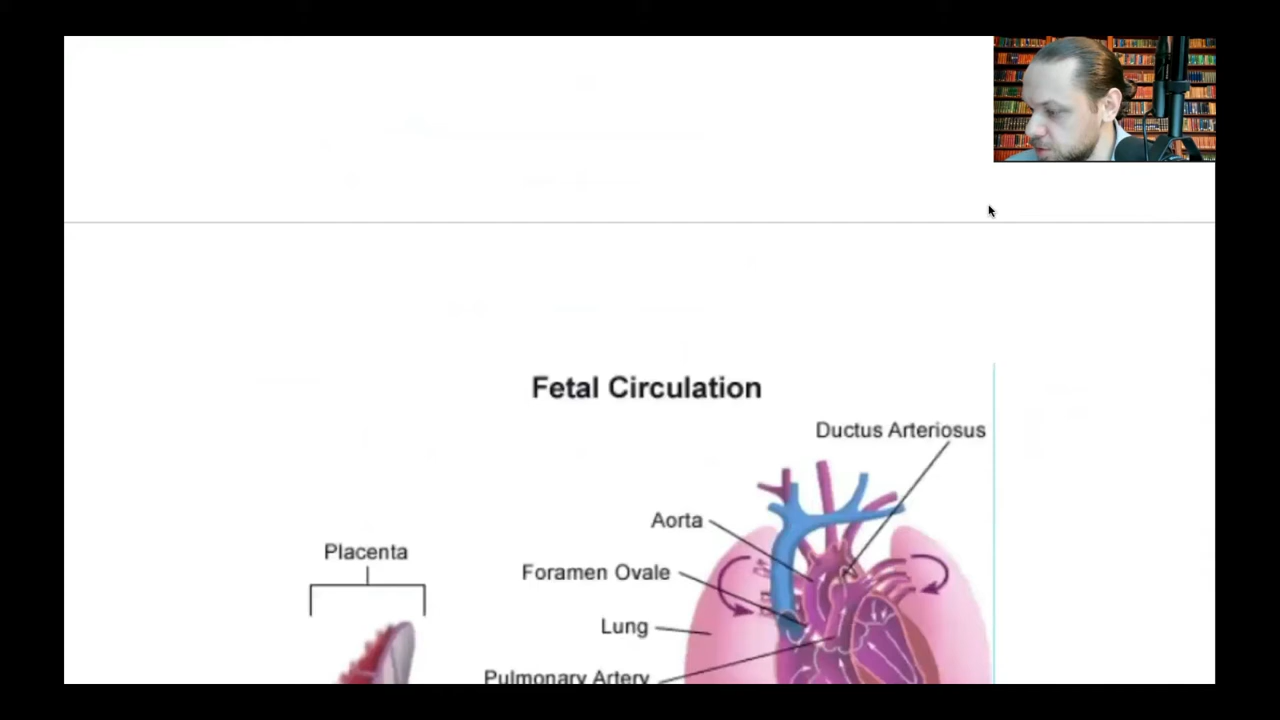 Fetal Circulation
Ductus Arteriosus
Aorta
Placenta
Foramen Ovale
Lung
Pulmonary Artery